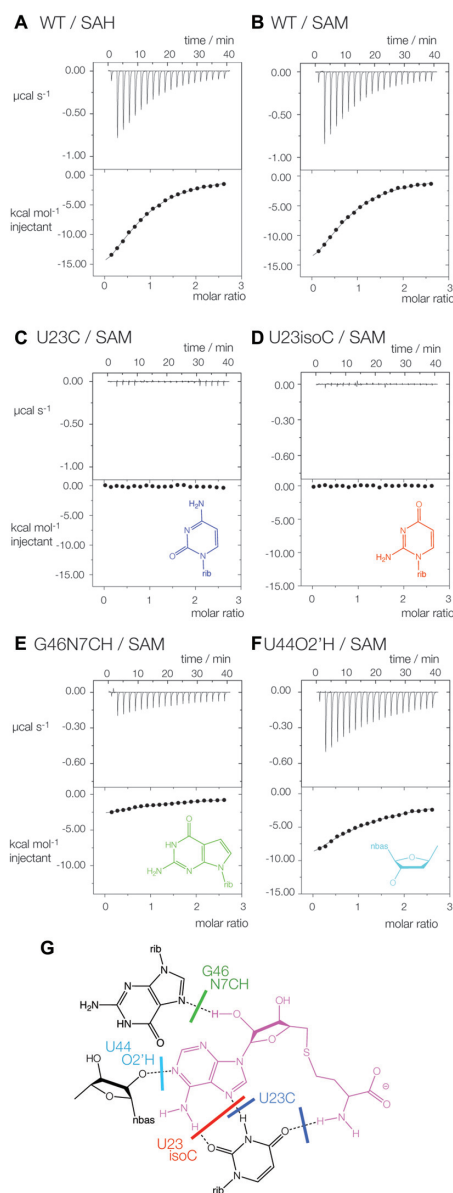 A WT / SAH
B WT / SAM
time / min
time / min
0 10 20 30 40
0 10 20 30 40
0.00
-0.50
-1.00
µcal s-1
0.00
-0.50
-1.00
0.00
-5.00
-10.00
-15.00
kcal mol-1
injectant
0.00
-5.00
-10.00
-15.00
0 1 2 3
0 1 2 3
molar ratio
molar ratio
C U23C / SAM
D U23isoC / SAM
time / min
time / min
0 10 20 30 40
0 10 20 30 40
0.00
-0.50
-1.00
µcal s-1
0.00
-0.30
-0.60
0.00
-5.00
-10.00
-15.00
kcal mol-1
injectant
H2N
N
O
N
rib
0.00
-5.00
-10.00
-15.00
O
N
H2N
N
rib
0 1 2 3
0 1 2 3
molar ratio
molar ratio
E G46N7CH / SAM
F U44O2'H / SAM
time / min
time / min
0 10 20 30 40
0 10 20 30 40
0.00
-0.30
-0.60
µcal s-1
0.00
-0.30
-0.60
0.00
-5.00
-10.00
kcal mol-1
injectant
O
HN
H2N
N
N
rib
0.00
-5.00
-10.00
-15.00
nbas
O
O
0 1 2 3
0 1 2 3
molar ratio
molar ratio
G
rib
N
N
H2N
HN
N
O
G46
N7CH
H
O
OH
O
S
U44
O2'H
HO
O
O
nbas
N
N
N
N
N
H
H
U23
isoC
U23C
O
⊖
O
H
N
H
H
N
O
O
N
rib